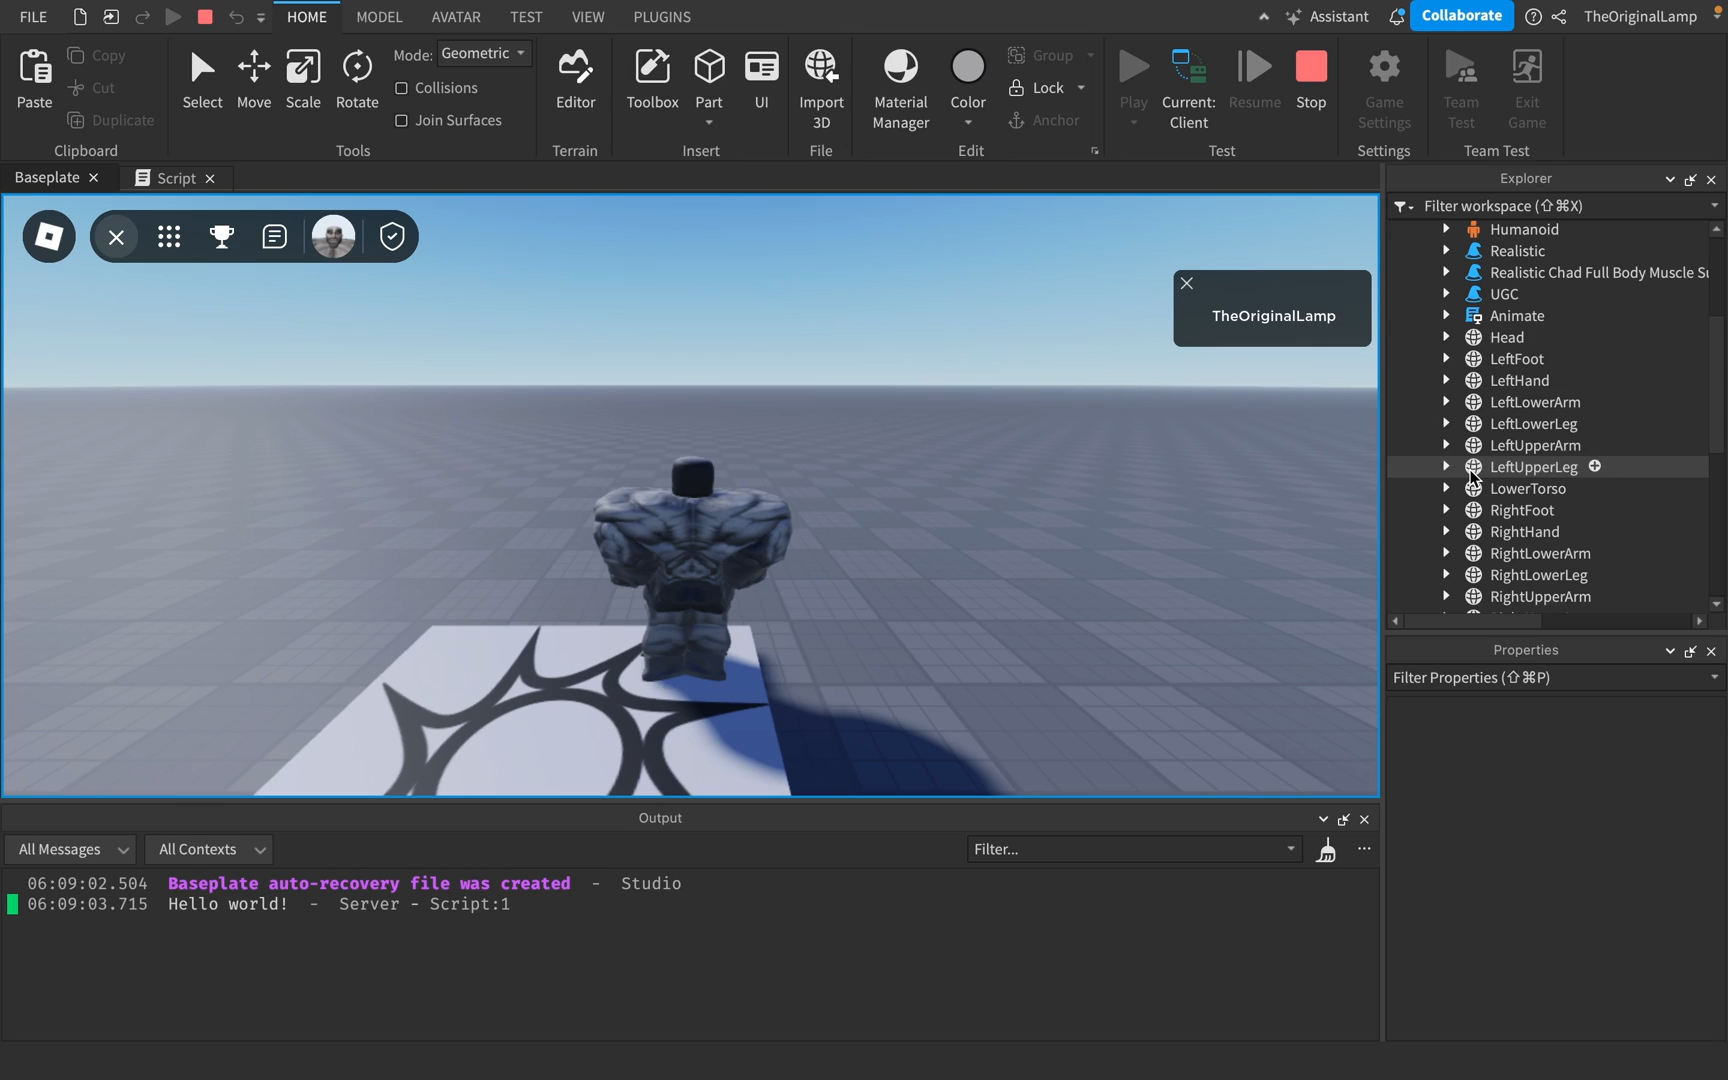 FILE HOME MODEL AVATAR TEST VIEW PLUGINS Assistant Collaborate TheOriginalLamp
Paste Copy Cut Duplicate Clipboard
Select Move Scale Rotate Mode: Geometric Collisions Join Surfaces Tools
Editor Terrain
Toolbox Part UI Insert
Import 3D File
Material Manager Color Group Lock Anchor Edit
Play Current: Client Resume Stop Test
Game Settings Settings
Team Test Exit Game Team Test
Baseplate Script
TheOriginalLamp
Explorer
Filter workspace (⇧⌘X)
Humanoid
Realistic
Realistic Chad Full Body Muscle Su
UGC
Animate
Head
LeftFoot
LeftHand
LeftLowerArm
LeftLowerLeg
LeftUpperArm
LeftUpperLeg
LowerTorso
RightFoot
RightHand
RightLowerArm
RightLowerLeg
RightUpperArm
Properties
Filter Properties (⇧⌘P)
Output
All Messages All Contexts Filter...
06:09:02.504 Baseplate auto-recovery file was created - Studio
06:09:03.715 Hello world! - Server - Script:1